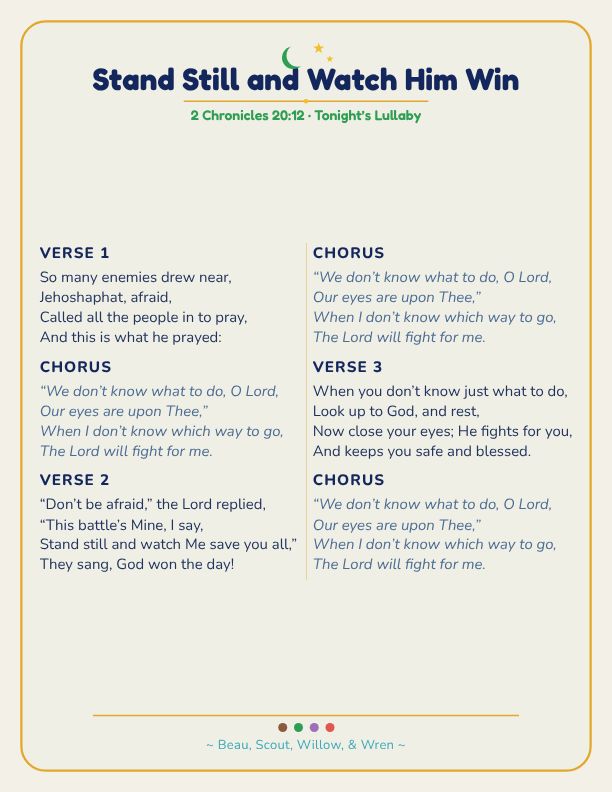 Stand Still and Watch Him Win
2 Chronicles 20:12 · Tonight's Lullaby
VERSE 1
So many enemies drew near,
Jehoshaphat, afraid,
Called all the people in to pray,
And this is what he prayed:
CHORUS
“We don’t know what to do, O Lord,
Our eyes are upon Thee,”
When I don’t know which way to go,
The Lord will fight for me.
VERSE 2
“Don’t be afraid,” the Lord replied,
“This battle’s Mine, I say,
Stand still and watch Me save you all,”
They sang, God won the day!
CHORUS
“We don’t know what to do, O Lord,
Our eyes are upon Thee,”
When I don’t know which way to go,
The Lord will fight for me.
VERSE 3
When you don’t know just what to do,
Look up to God, and rest,
Now close your eyes; He fights for you,
And keeps you safe and blessed.
CHORUS
“We don’t know what to do, O Lord,
Our eyes are upon Thee,”
When I don’t know which way to go,
The Lord will fight for me.
~ Beau, Scout, Willow, & Wren ~